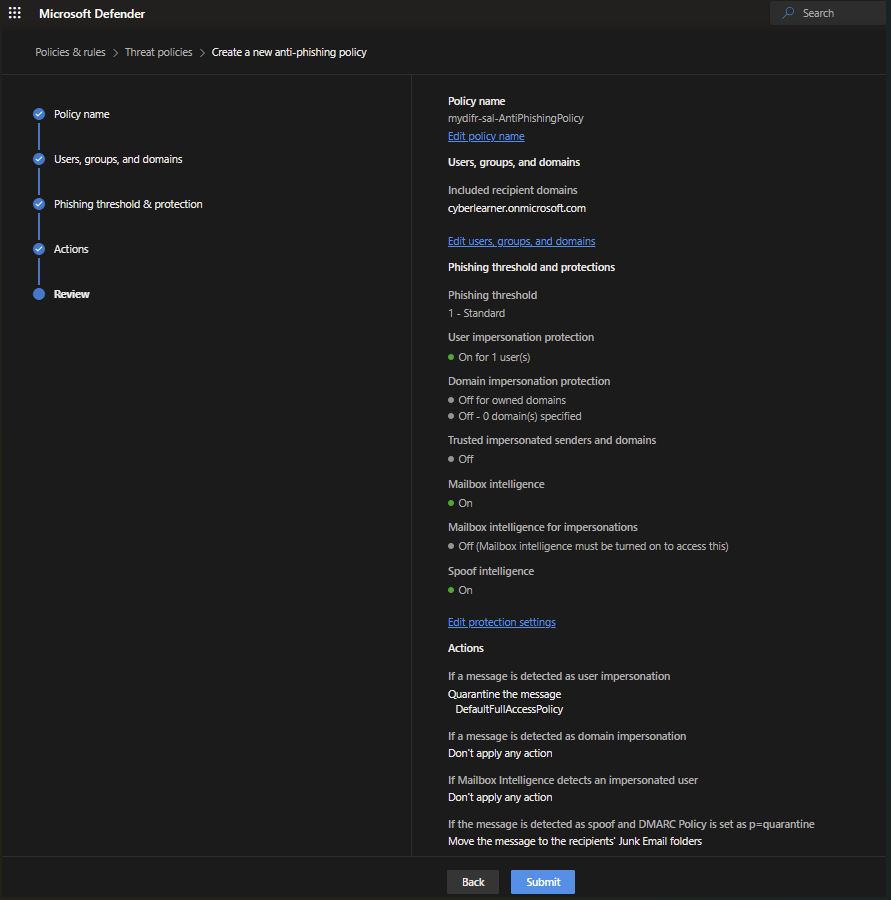 Microsoft Defender
Search
Policies & rules > Threat policies > Create a new anti-phishing policy
Policy name
Users, groups, and domains
Phishing threshold & protection
Actions
Review
Policy name
mydifr-sal-AntiPhishingPolicy
Edit policy name
Users, groups, and domains
Included recipient domains
cyberlearner.onmicrosoft.com
Edit users, groups, and domains
Phishing threshold and protections
Phishing threshold
1 - Standard
User impersonation protection
On for 1 user(s)
Domain impersonation protection
Off for owned domains
Off - 0 domain(s) specified
Trusted impersonated senders and domains
Off
Mailbox intelligence
On
Mailbox intelligence for impersonations
Off (Mailbox intelligence must be turned on to access this)
Spoof intelligence
On
Edit protection settings
Actions
If a message is detected as user impersonation
Quarantine the message
DefaultFullAccessPolicy
If a message is detected as domain impersonation
Don't apply any action
If Mailbox Intelligence detects an impersonated user
Don't apply any action
If the message is detected as spoof and DMARC Policy is set as p=quarantine
Move the message to the recipients' Junk Email folders
Back
Submit